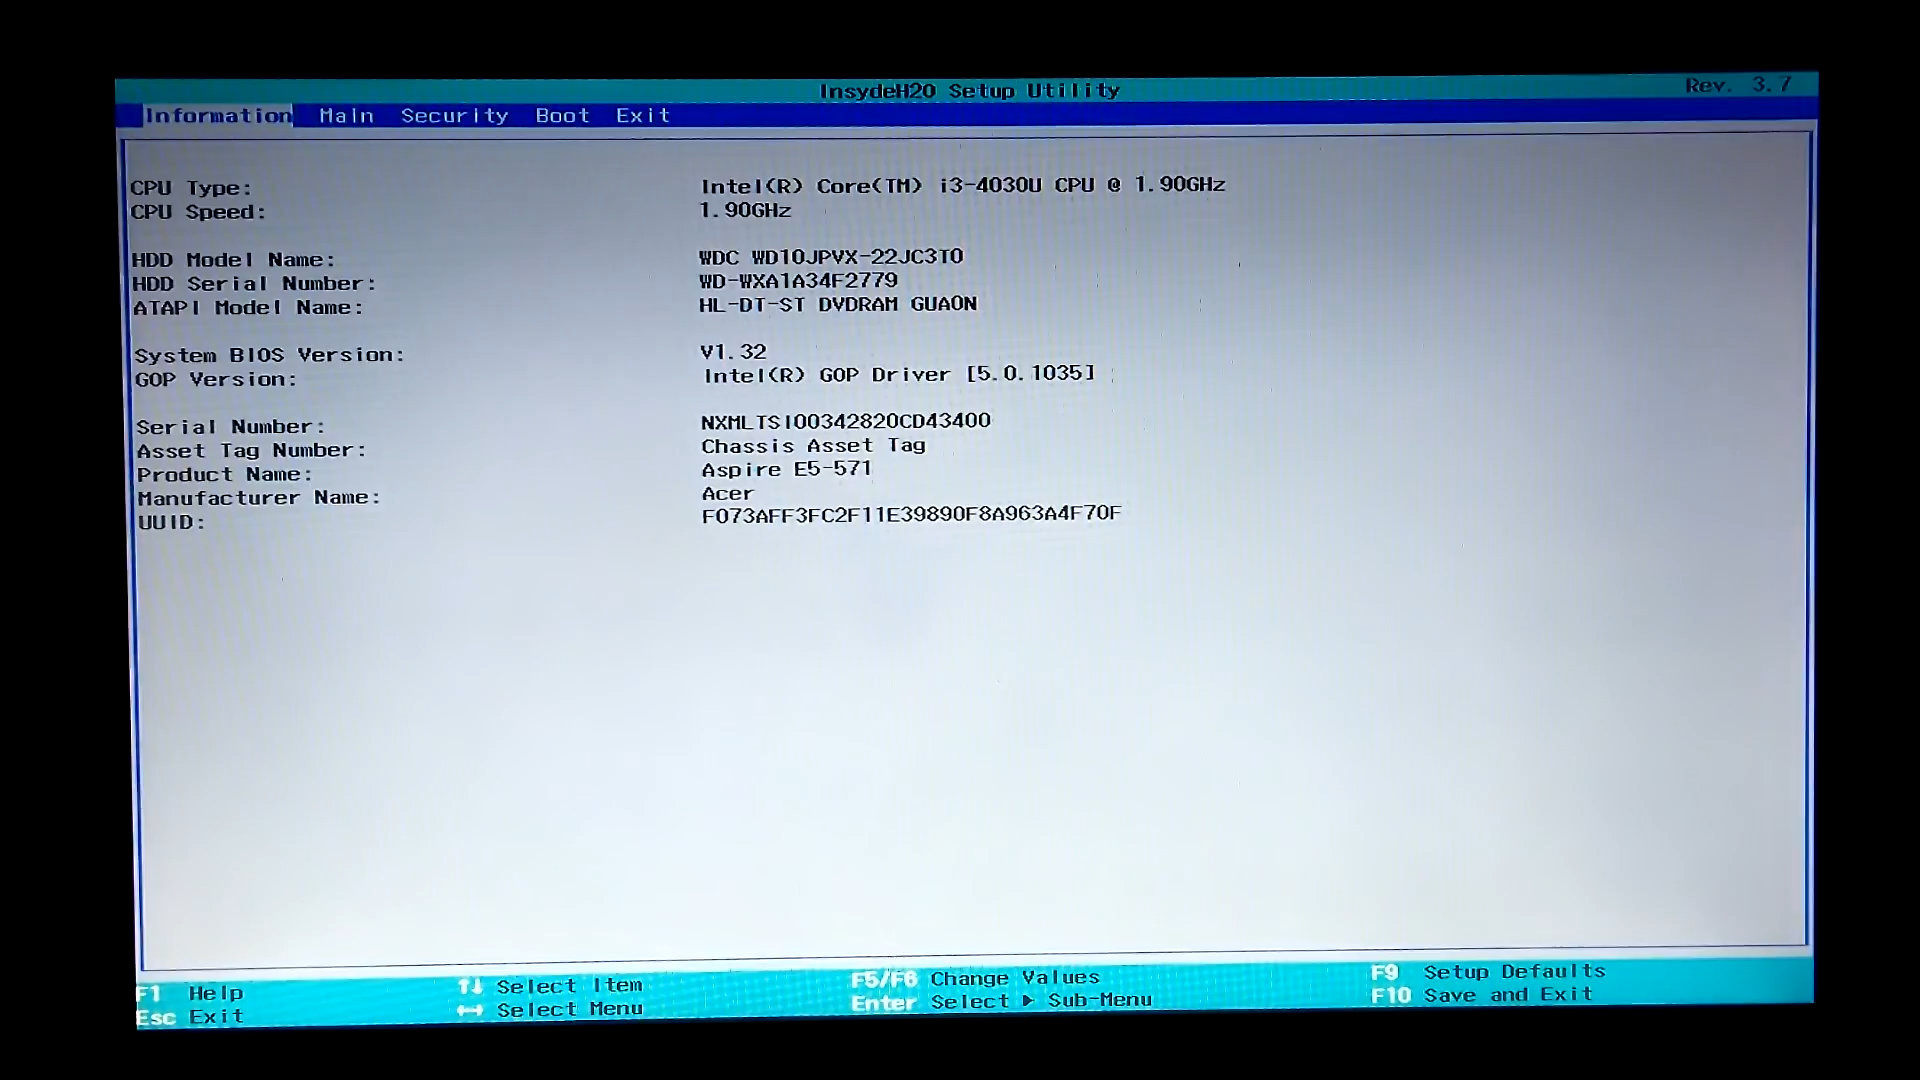 InsydeH20 Setup Utility Rev. 3.7
Information Main Security Boot Exit
CPU Type: Intel(R) Core(TM) i3-4030U CPU @ 1.90GHz
CPU Speed: 1.90GHz
HDD Model Name: WDC WD10JPVX-22JC3T0
HDD Serial Number: WD-WXA1A34F2779
ATAPI Model Name: HL-DT-ST DVDRAM GUA0N
System BIOS Version: V1.32
GOP Version: Intel(R) GOP Driver [5.0.1035]
Serial Number: NXMLTSI00342820CD43400
Asset Tag Number: Chassis Asset Tag
Product Name: Aspire E5-571
Manufacturer Name: Acer
UUID: F073AFF3FC2F11E39890F8A963A4F70F
F1 Help ↑↓ Select Item F5/F6 Change Values F9 Setup Defaults
Esc Exit ↔ Select Menu Enter Select ▶ Sub-Menu F10 Save and Exit